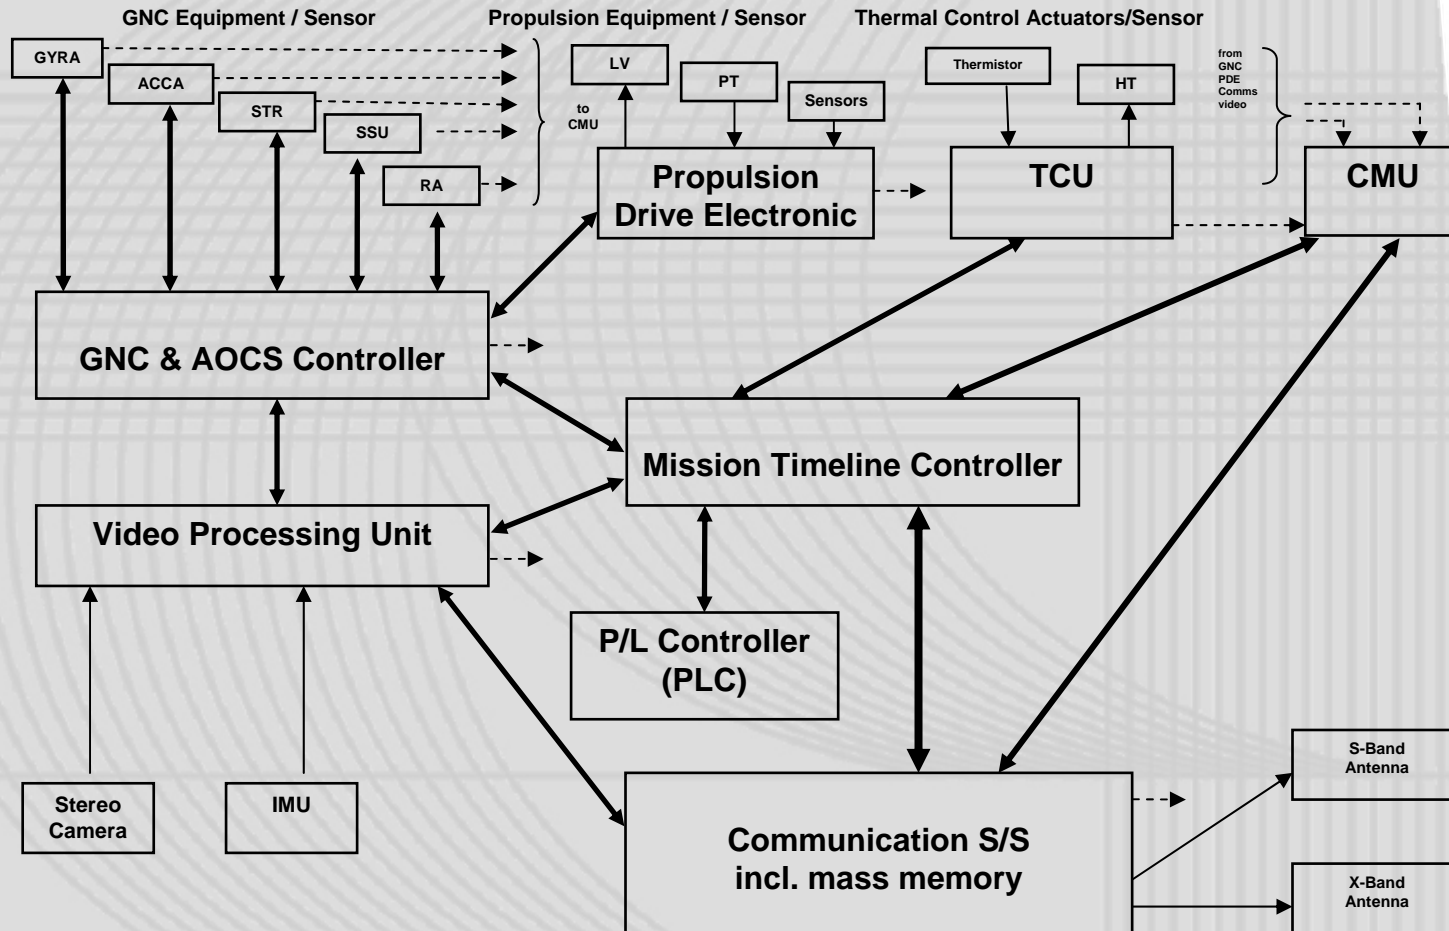 GNC Equipment / Sensor
Propulsion Equipment / Sensor
Thermal Control Actuators/Sensor
GYRA
ACCA
STR
SSU
RA
to
CMU
LV
PT
Sensors
Thermistor
HT
from
GNC
PDE
Comms
video
Propulsion
Drive Electronic
TCU
CMU
GNC & AOCS Controller
Mission Timeline Controller
Video Processing Unit
P/L Controller
(PLC)
Stereo
Camera
IMU
Communication S/S
incl. mass memory
S-Band
Antenna
X-Band
Antenna